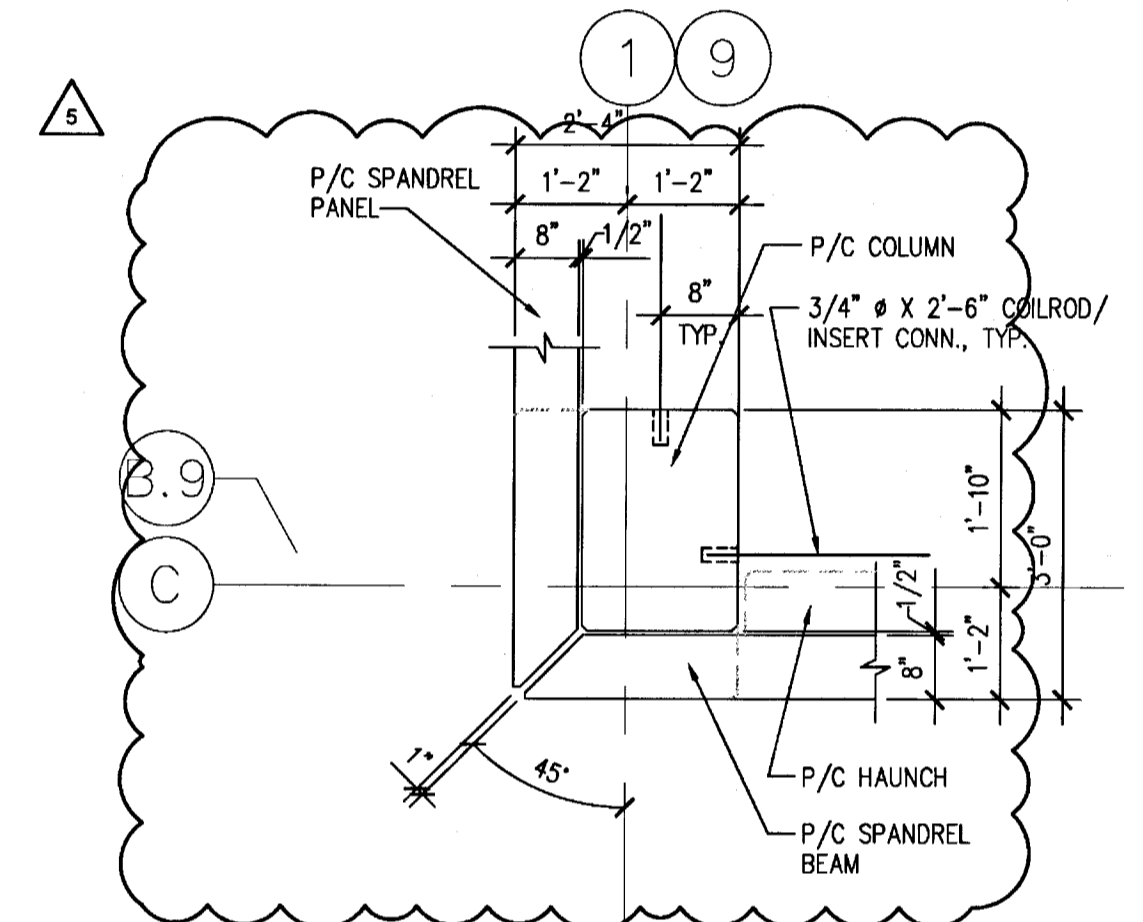 1 9
5
2'-4"
P/C SPANDREL
PANEL
1'-2" 1'-2"
8" 1/2"
P/C COLUMN
8"
TYP.
3/4" ø X 2'-6" COILROD/
INSERT CONN., TYP.
B.9
1'-10"
3'-0"
C
1/2"
1'-2"
8"
1"
45°
P/C HAUNCH
P/C SPANDREL
BEAM